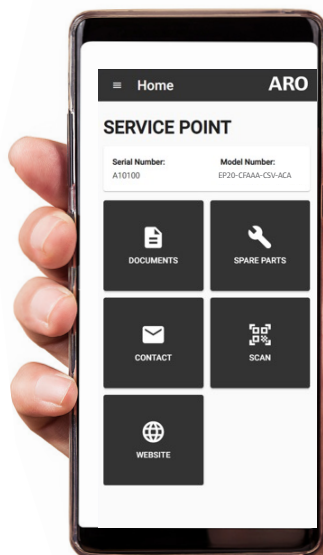 Home ARO
SERVICE POINT
Serial Number: Model Number:
A10100 EP20-CFAAA-CSV-ACA
DOCUMENTS SPARE PARTS
CONTACT SCAN
WEBSITE